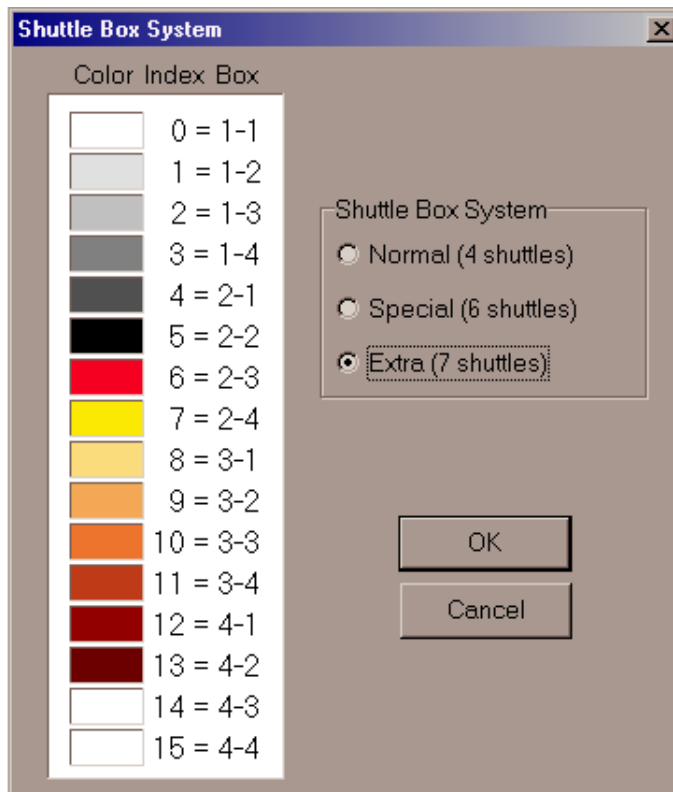 Shuttle Box System
Color Index Box
0 = 1-1
1 = 1-2
2 = 1-3
3 = 1-4
4 = 2-1
5 = 2-2
6 = 2-3
7 = 2-4
8 = 3-1
9 = 3-2
10 = 3-3
11 = 3-4
12 = 4-1
13 = 4-2
14 = 4-3
15 = 4-4
Shuttle Box System
Normal (4 shuttles)
Special (6 shuttles)
Extra (7 shuttles)
OK
Cancel